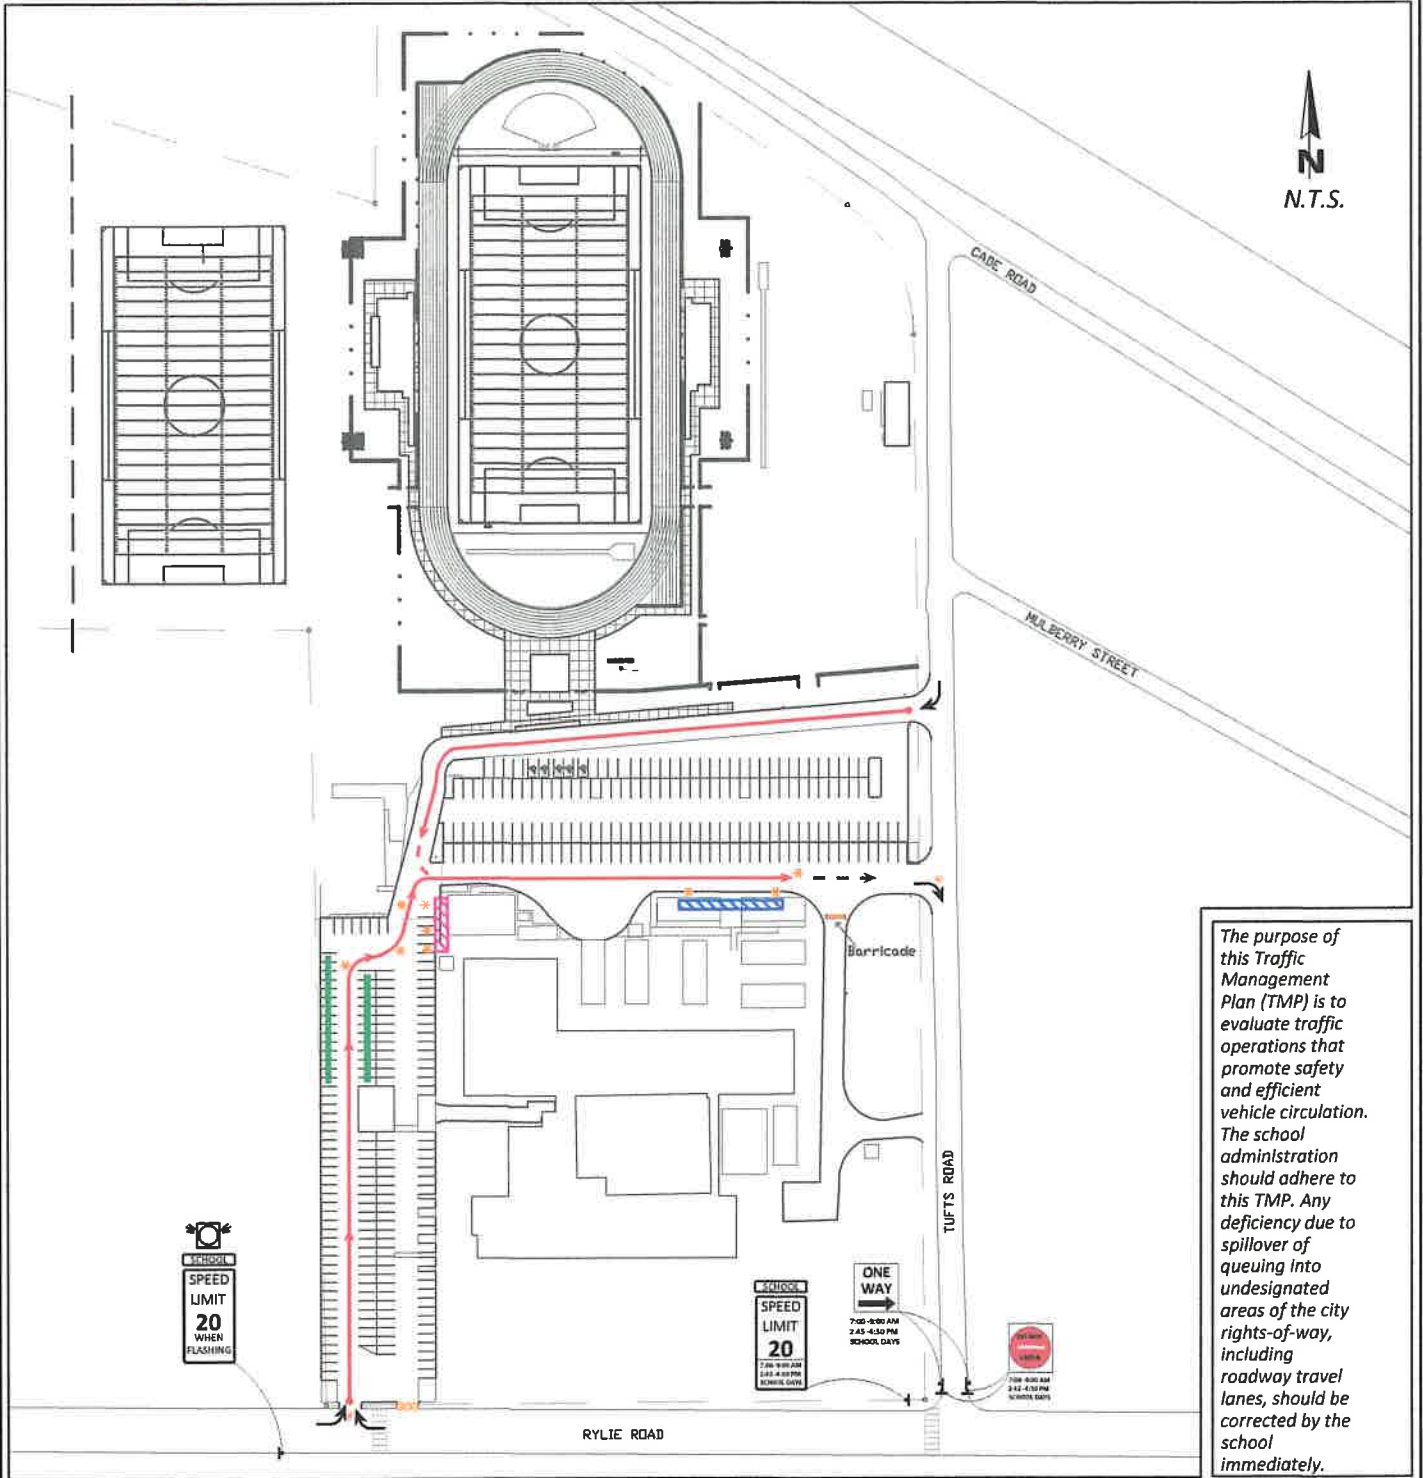 N
N.T.S.
CADE ROAD
MULBERRY STREET
Barricade
TUFTS ROAD
The purpose of
this Traffic
Management
Plan (TMP) is to
evaluate traffic
operations that
promote safety
and efficient
vehicle circulation.
The school
administration
should adhere to
this TMP. Any
deficiency due to
spillover of
queuing into
undesignated
areas of the city
rights-of-way,
including
roadway travel
lanes, should be
corrected by the
school
immediately.
SCHOOL
SPEED
LIMIT
20
WHEN
FLASHING
SCHOOL
SPEED
LIMIT
20
SCHOOL DAYS
ONE
WAY
SCHOOL DAYS
SCHOOL DAYS
RYLIE ROAD